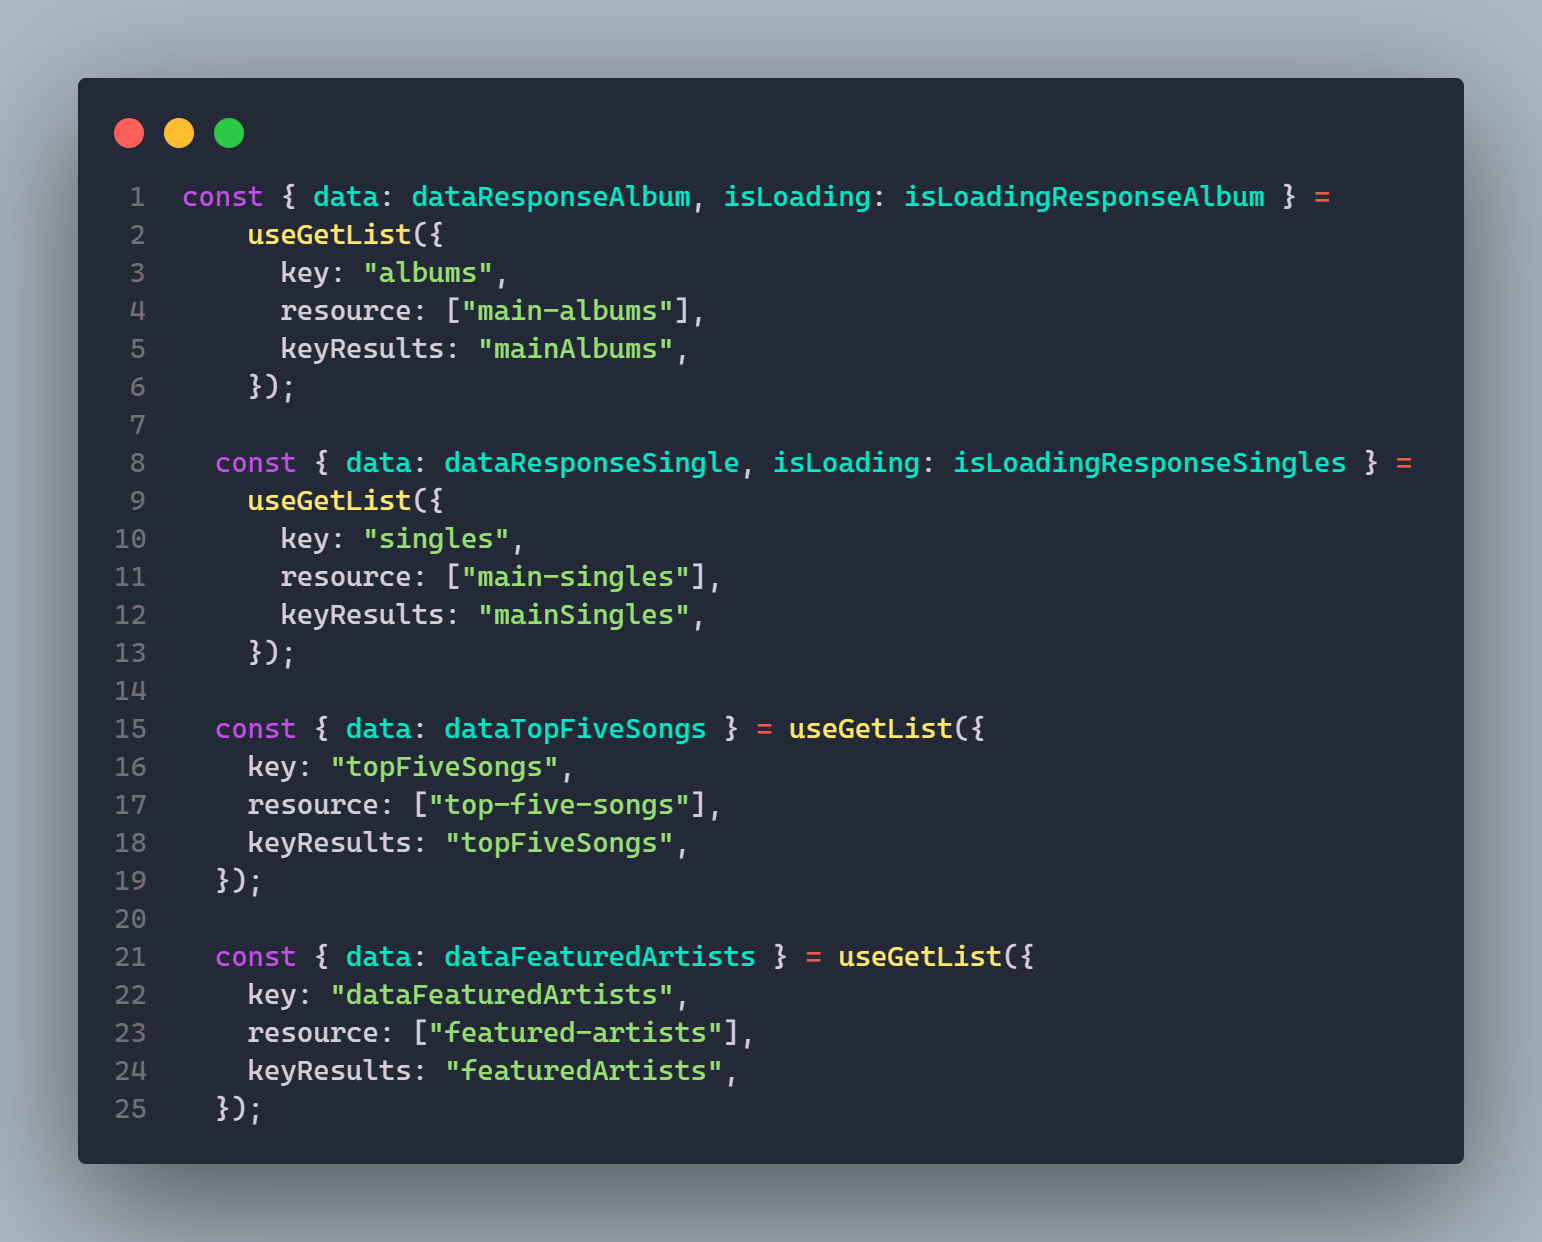 1 const { data: dataResponseAlbum, isLoading: isLoadingResponseAlbum } =
2     useGetList({
3       key: "albums",
4       resource: ["main-albums"],
5       keyResults: "mainAlbums",
6     });
7
8   const { data: dataResponseSingle, isLoading: isLoadingResponseSingles } =
9     useGetList({
10       key: "singles",
11       resource: ["main-singles"],
12       keyResults: "mainSingles",
13     });
14
15   const { data: dataTopFiveSongs } = useGetList({
16     key: "topFiveSongs",
17     resource: ["top-five-songs"],
18     keyResults: "topFiveSongs",
19   });
20
21   const { data: dataFeaturedArtists } = useGetList({
22     key: "dataFeaturedArtists",
23     resource: ["featured-artists"],
24     keyResults: "featuredArtists",
25   });